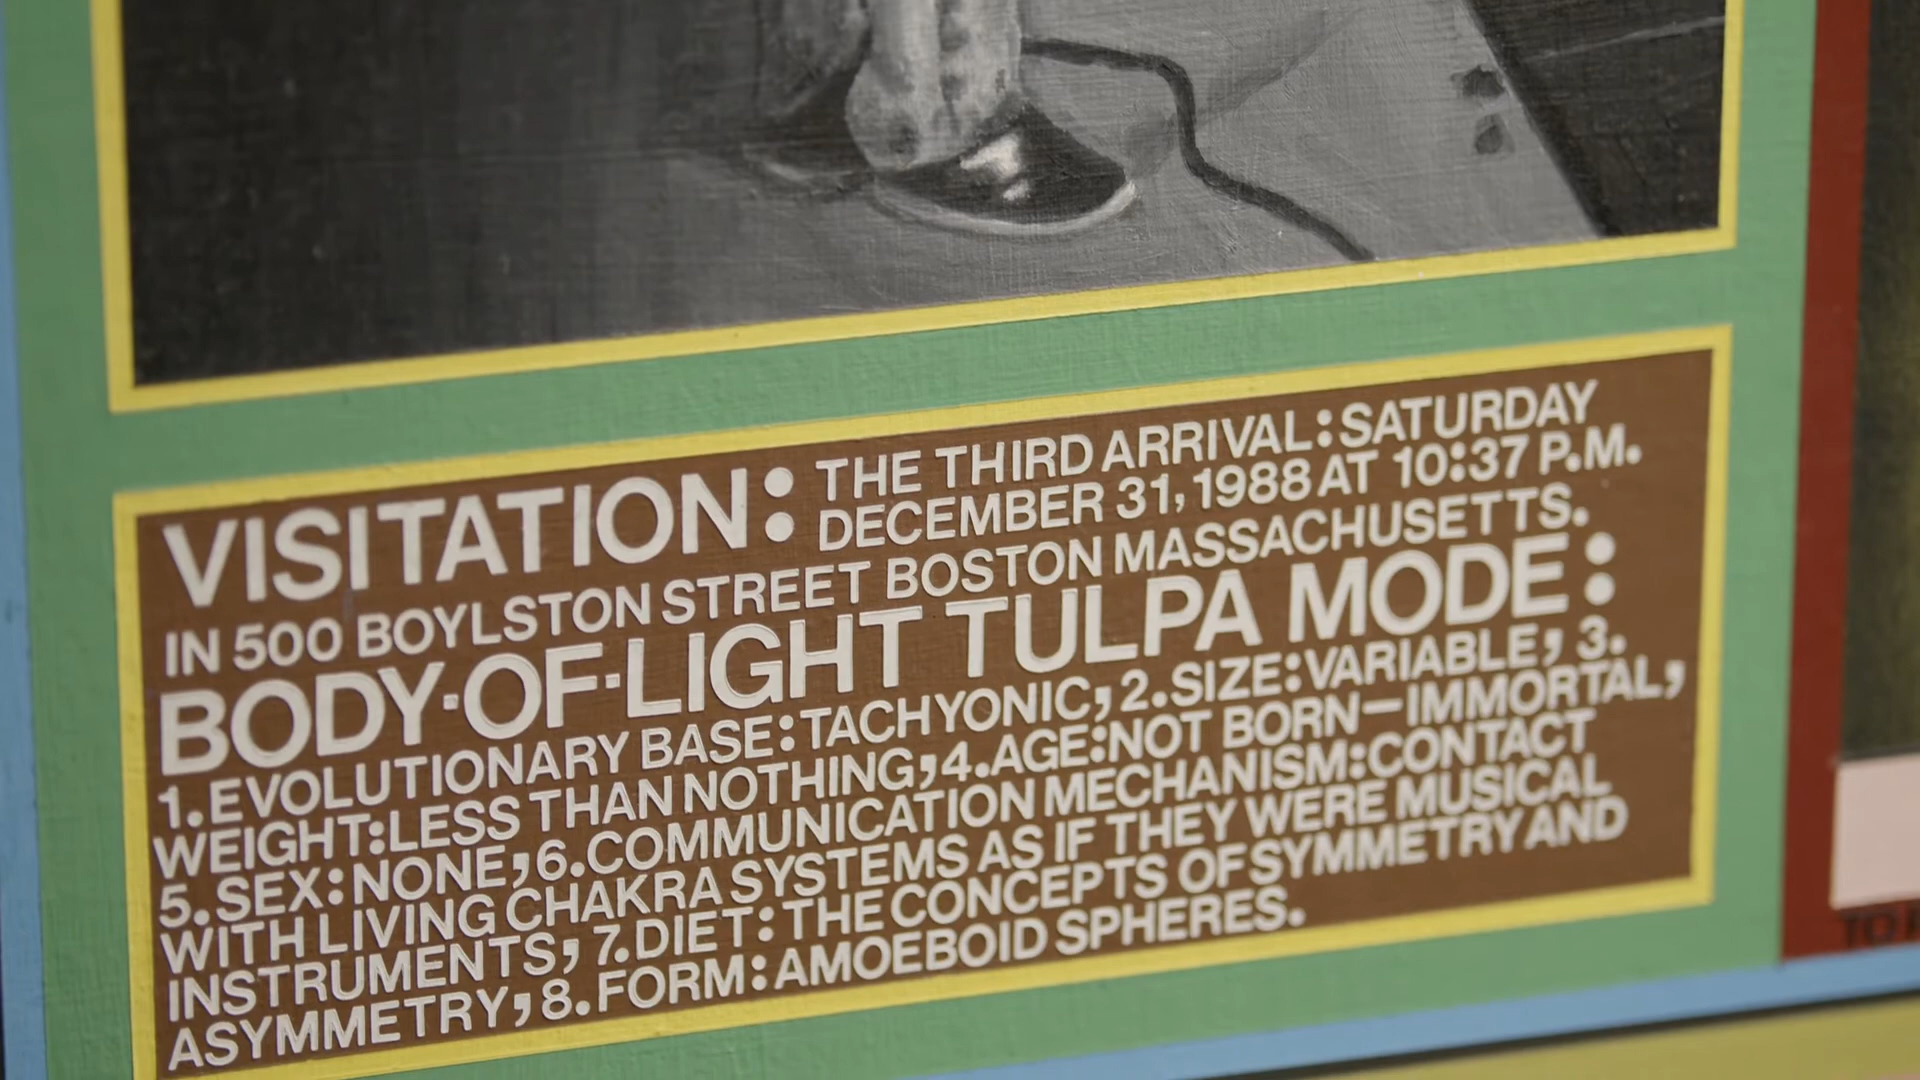 VISITATION: THE THIRD ARRIVAL: SATURDAY
DECEMBER 31, 1988 AT 10:37 P.M.
IN 500 BOYLSTON STREET BOSTON MASSACHUSETTS.
BODY·OF·LIGHT TULPA MODE:
1. EVOLUTIONARY BASE: TACHYONIC, 2. SIZE: VARIABLE, 3.
WEIGHT: LESS THAN NOTHING, 4. AGE: NOT BORN—IMMORTAL,
5. SEX: NONE, 6. COMMUNICATION MECHANISM: CONTACT
WITH LIVING CHAKRA SYSTEMS AS IF THEY WERE MUSICAL
INSTRUMENTS, 7. DIET: THE CONCEPTS OF SYMMETRY AND
ASYMMETRY, 8. FORM: AMOEBOID SPHERES.
TO